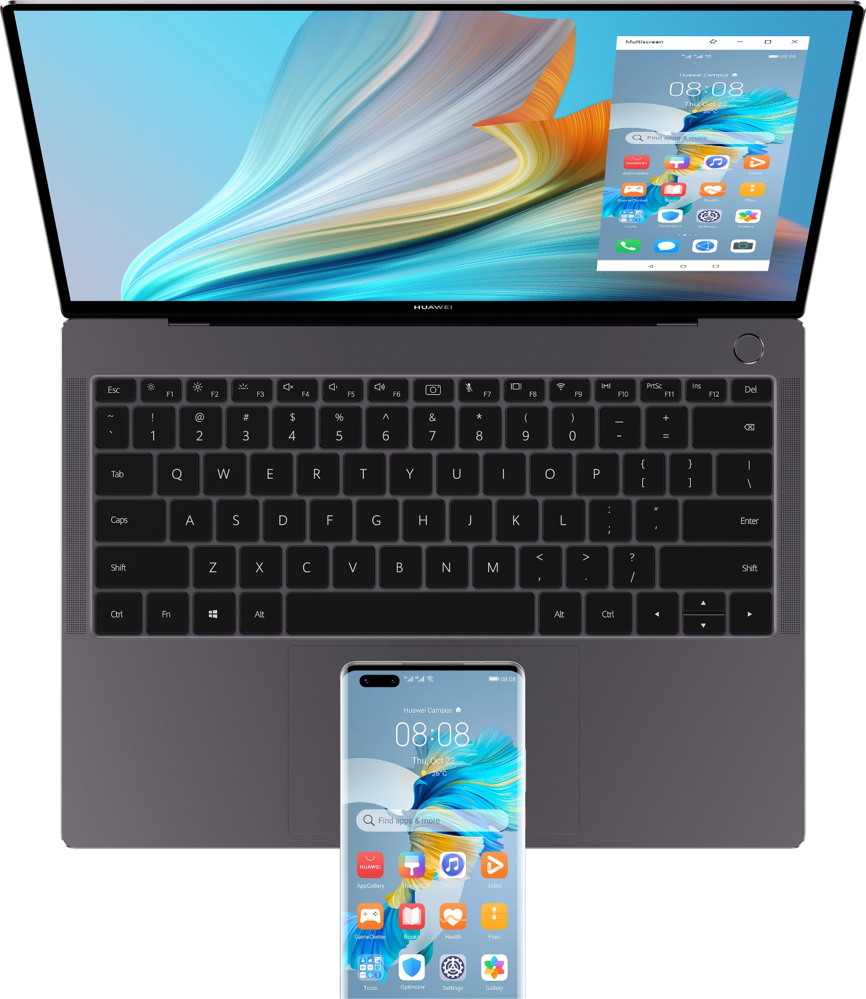 Multiscreen
08:08
Huawei Campus
08:08
Thu, Oct 22
26°C
Find apps & more
HUAWEI
AppGallery Themes Music Video
GameCenter Books Health Files
Tools Optimizer Settings Gallery
HUAWEI
Esc F1 F2 F3 F4 F5 F6 F7 F8 F9 F10 PrtSc F11 Ins F12 Del
~ ! @ # $ % ^ & * ( ) _ +
` 1 2 3 4 5 6 7 8 9 0 - =
Tab Q W E R T Y U I O P { [ } ] | \
Caps A S D F G H J K L : ; “ ‘ Enter
Shift Z X C V B N M < , > . ? / Shift
Ctrl Fn Alt Alt Ctrl
08:08
Huawei Campus
08:08
Thu, Oct 22
26°C
Find apps & more
HUAWEI
AppGallery Themes Music Video
GameCenter Books Health Files
Tools Optimizer Settings Gallery